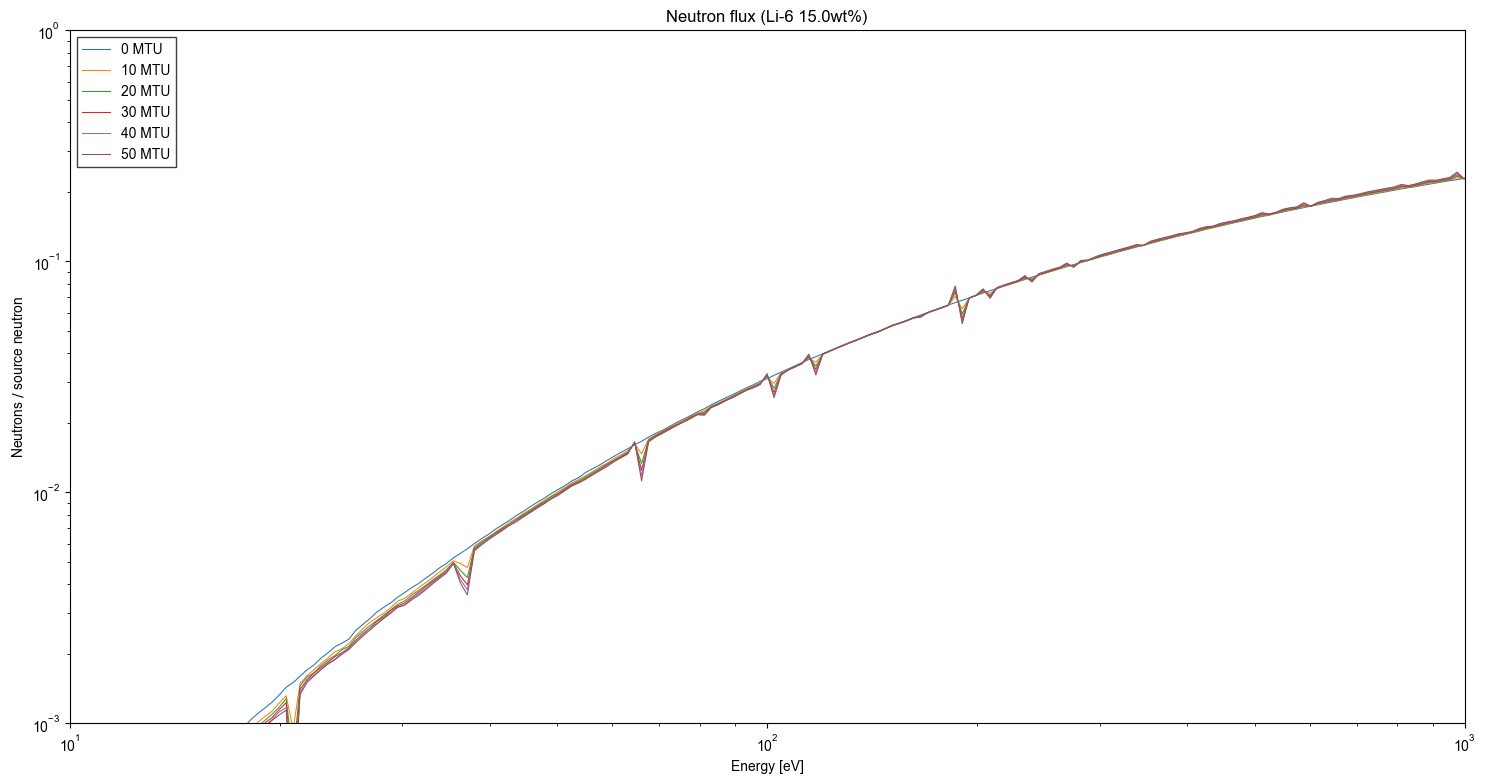 Neutron flux (Li-6 15.0wt%)
10⁰
0 MTU
10 MTU
20 MTU
30 MTU
40 MTU
50 MTU
10⁻¹
Neutrons / source neutron
10⁻²
10⁻³
10¹
10²
10³
Energy [eV]